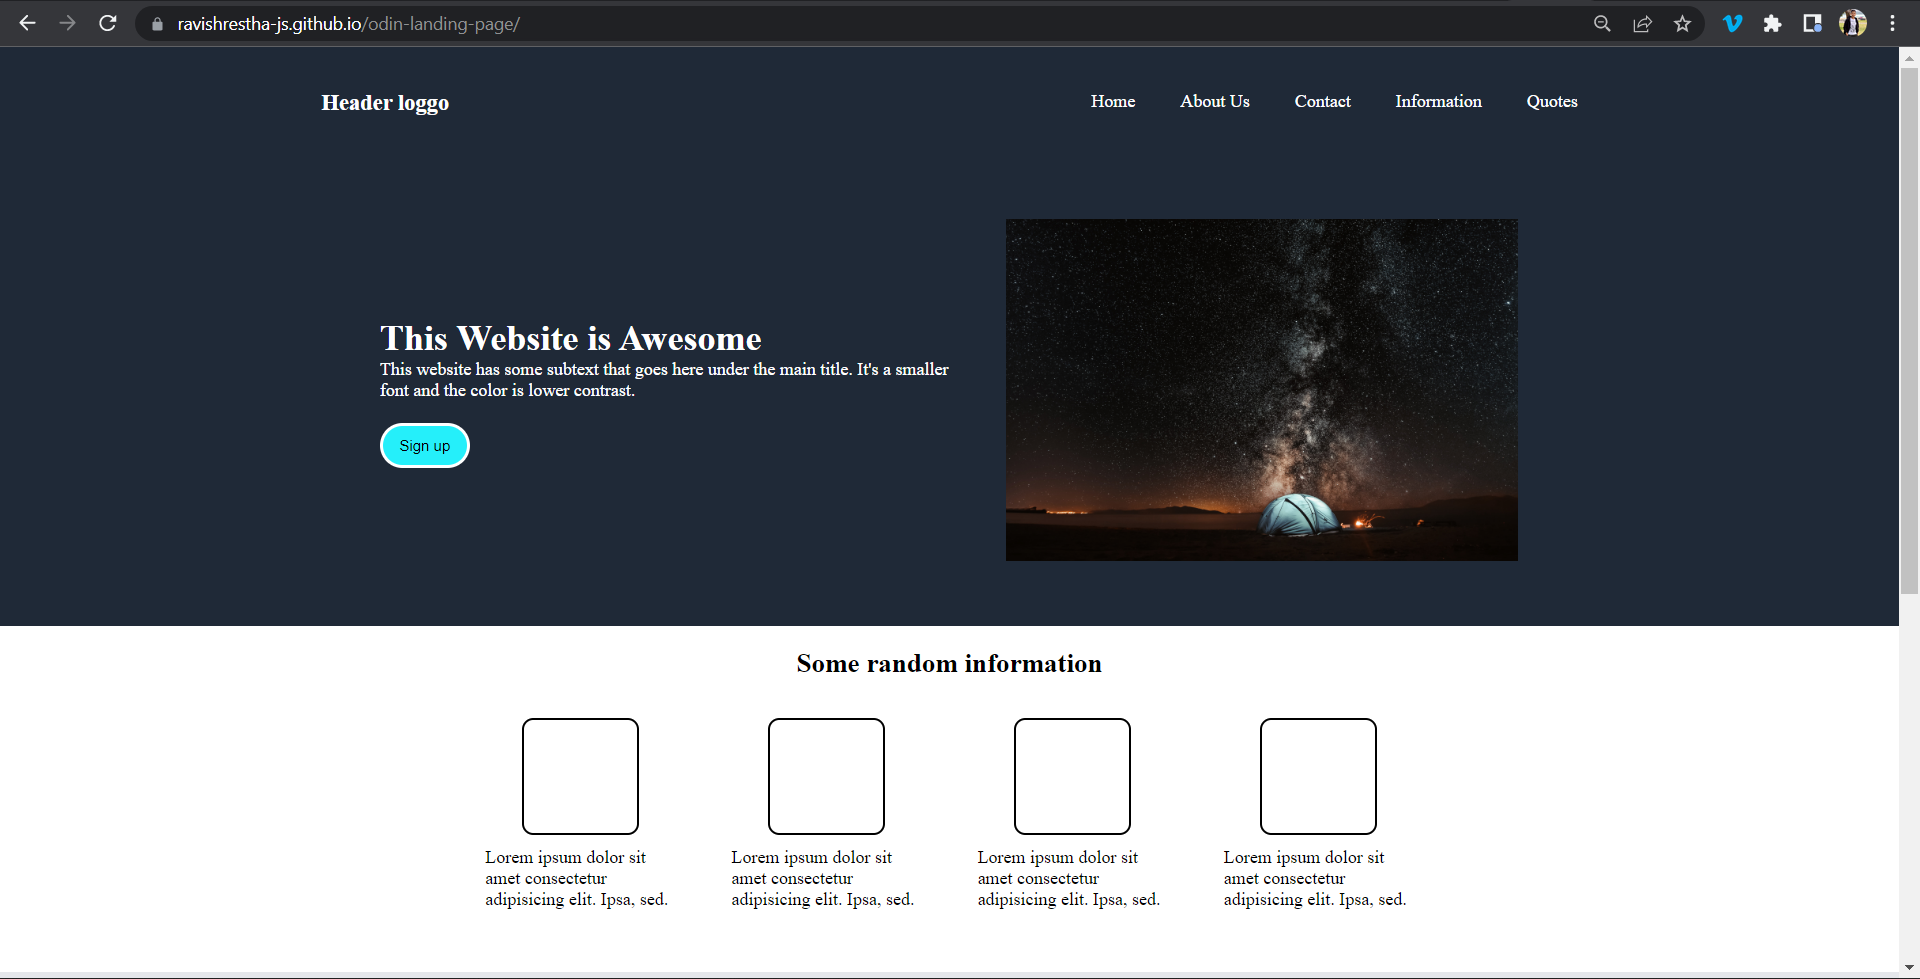 ravishrestha-js.github.io/odin-landing-page/
Header loggo
Home About Us Contact Information Quotes
This Website is Awesome
This website has some subtext that goes here under the main title. It's a smaller
font and the color is lower contrast.
Sign up
Some random information
Lorem ipsum dolor sit
amet consectetur
adipisicing elit. Ipsa, sed.
Lorem ipsum dolor sit
amet consectetur
adipisicing elit. Ipsa, sed.
Lorem ipsum dolor sit
amet consectetur
adipisicing elit. Ipsa, sed.
Lorem ipsum dolor sit
amet consectetur
adipisicing elit. Ipsa, sed.